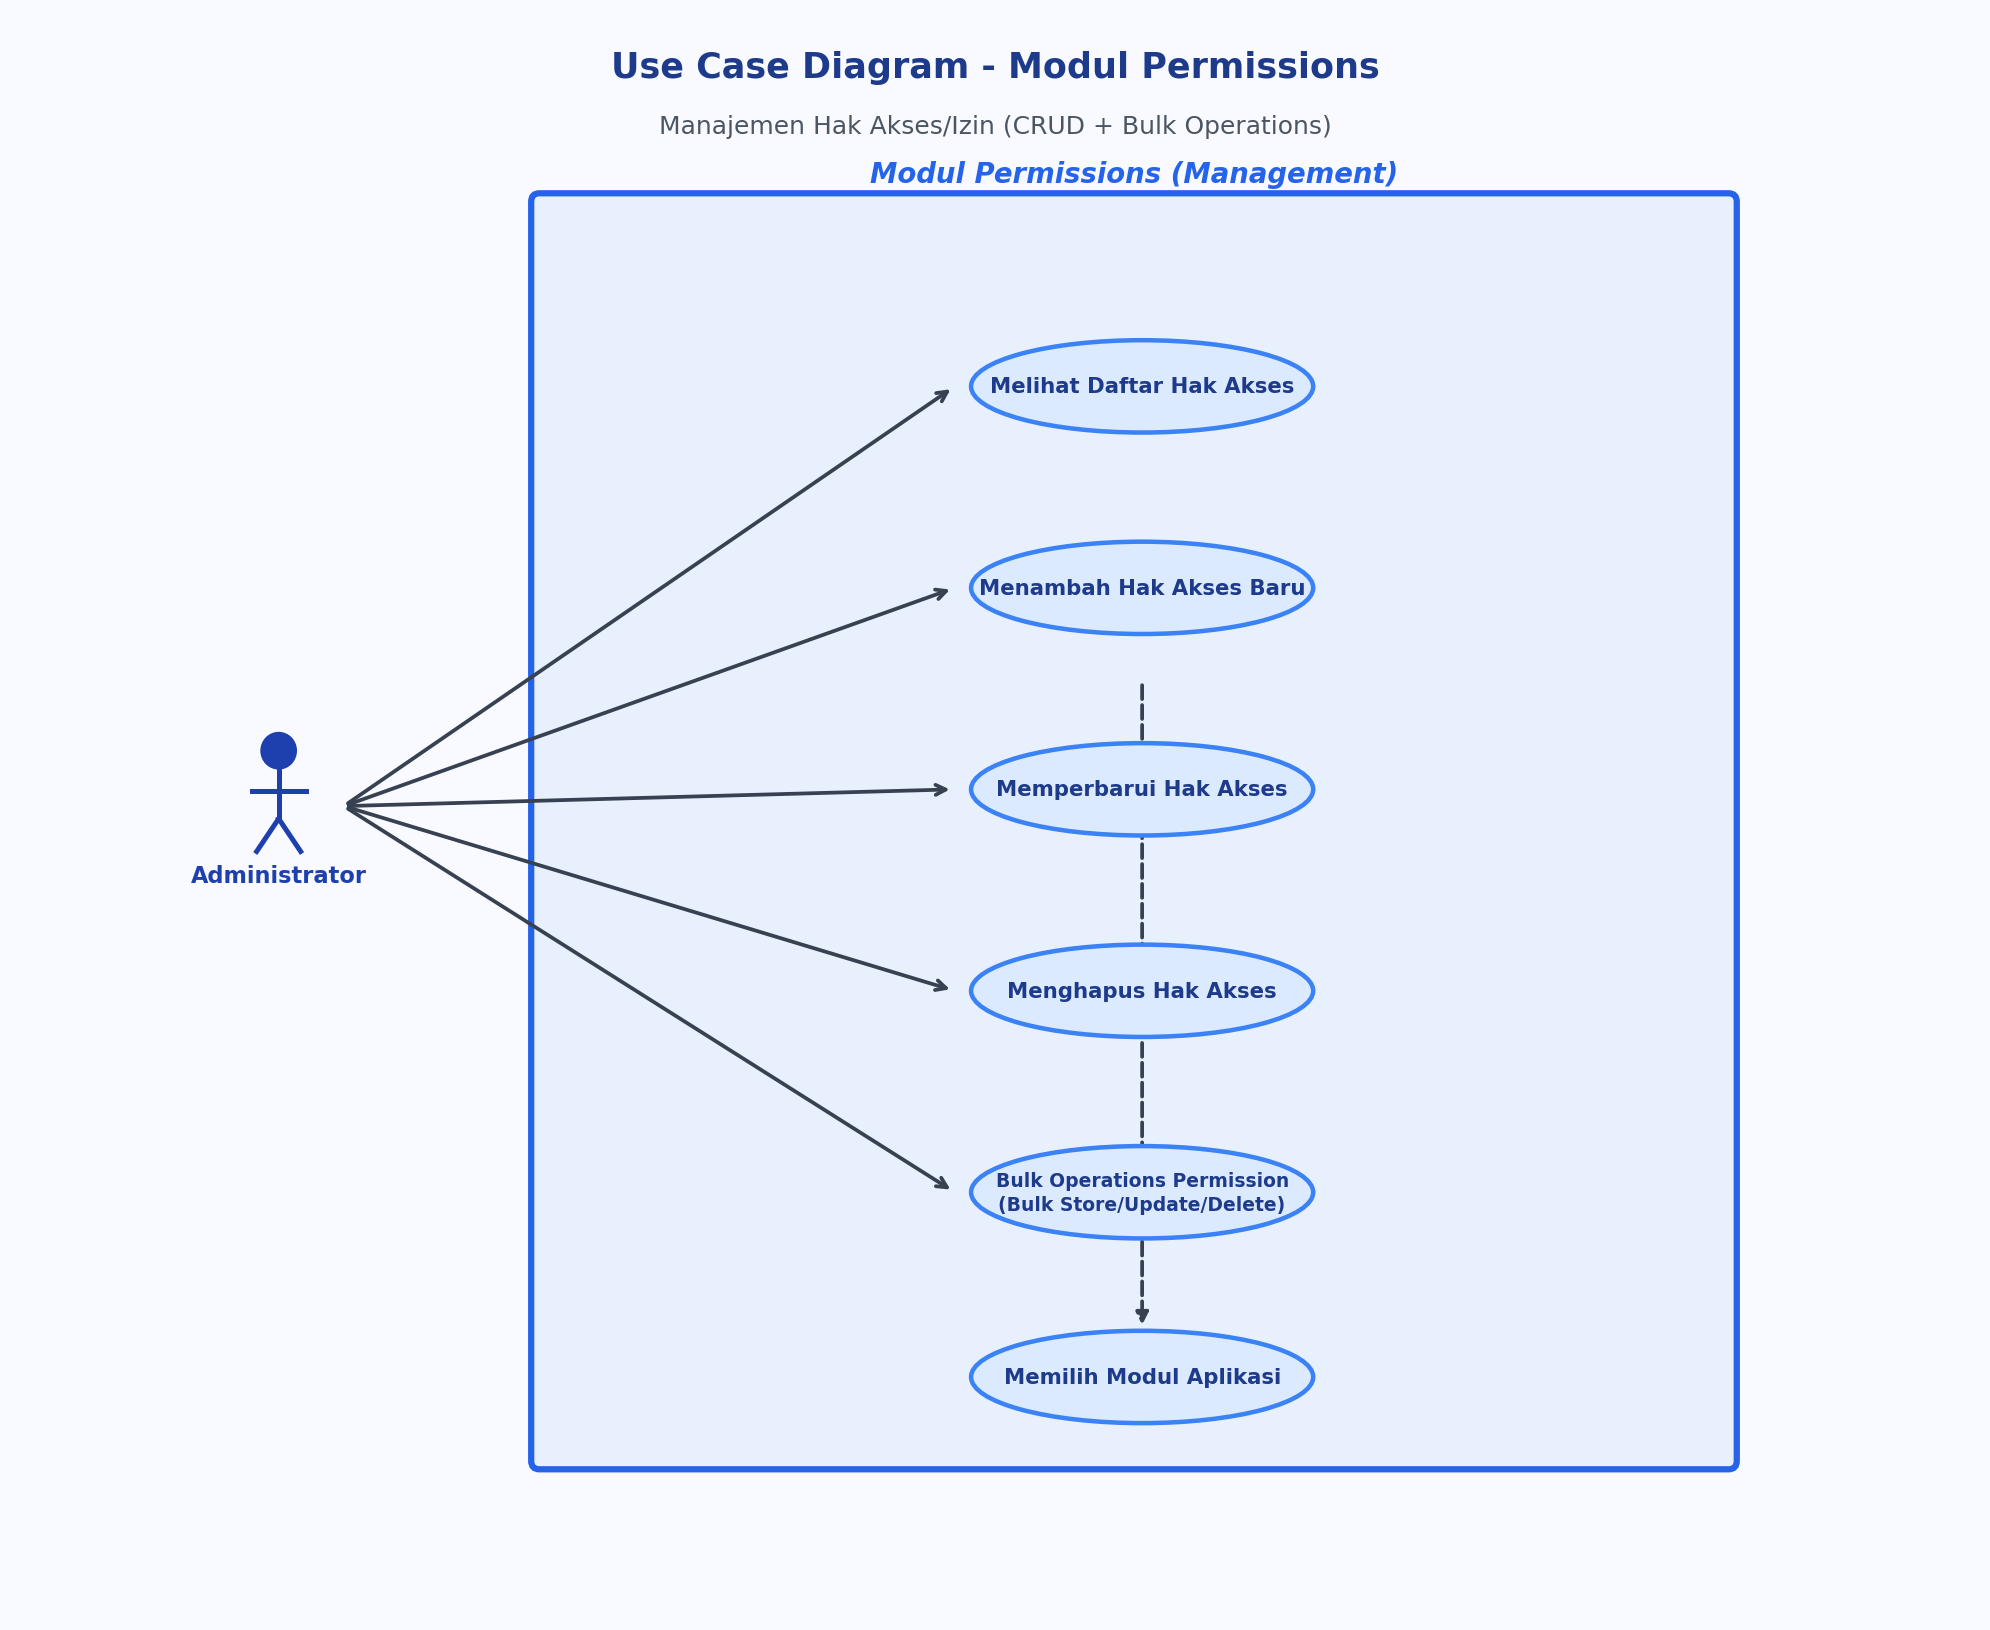 Use Case Diagram - Modul Permissions
Manajemen Hak Akses/Izin (CRUD + Bulk Operations)
Modul Permissions (Management)
Melihat Daftar Hak Akses
Menambah Hak Akses Baru
Memperbarui Hak Akses
Administrator
Menghapus Hak Akses
Bulk Operations Permission
(Bulk Store/Update/Delete)
Memilih Modul Aplikasi